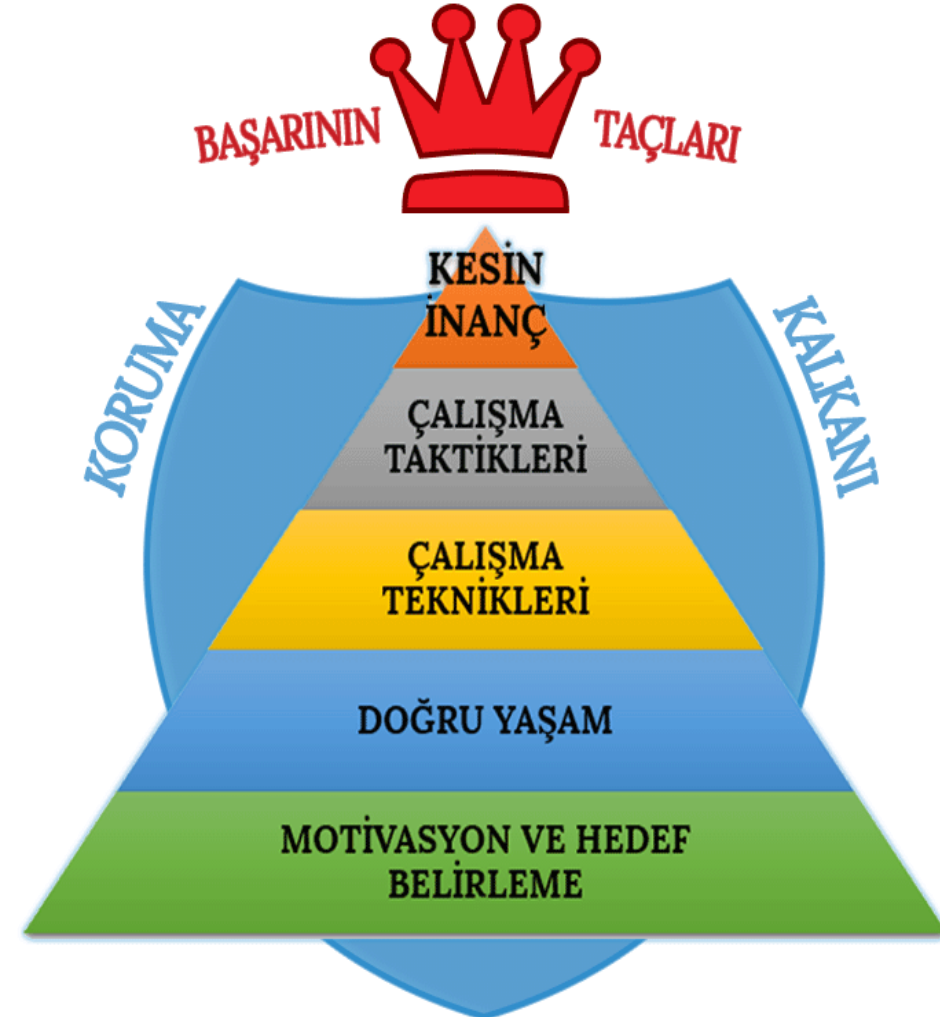 BAŞARININ TAÇLARI
KESİN
İNANÇ
KORUMA KALKANI
ÇALIŞMA
TAKTİKLERİ
ÇALIŞMA
TEKNİKLERİ
DOĞRU YAŞAM
MOTİVASYON VE HEDEF
BELİRLEME